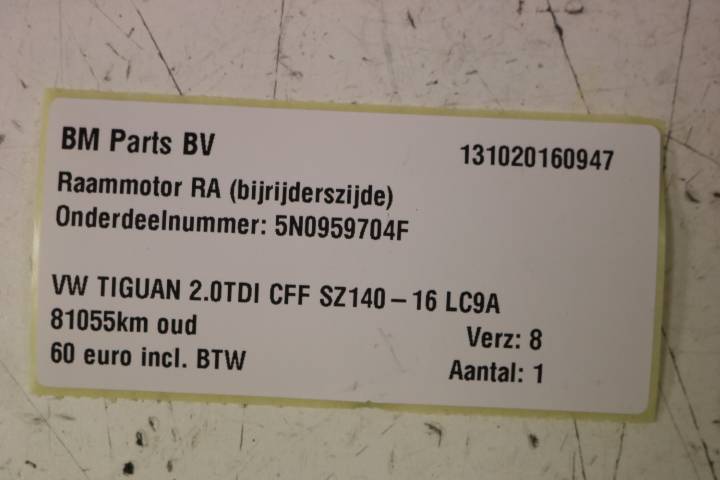 BM Parts BV 131020160947
Raammotor RA (bijrijderszijde)
Onderdeelnummer: 5N0959704F
VW TIGUAN 2.0TDI CFF SZ140 – 16 LC9A
81055km oud Verz: 8
60 euro incl. BTW Aantal: 1